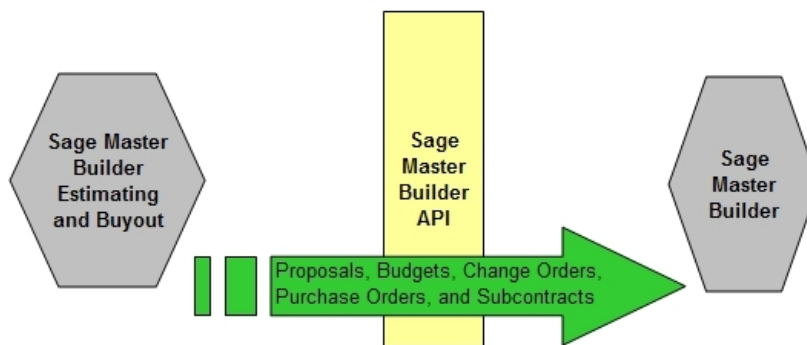 Sage Master
Builder
Estimating
and Buyout
Sage
Master
Builder
API
Sage
Master
Builder
Proposals, Budgets, Change Orders,
Purchase Orders, and Subcontracts